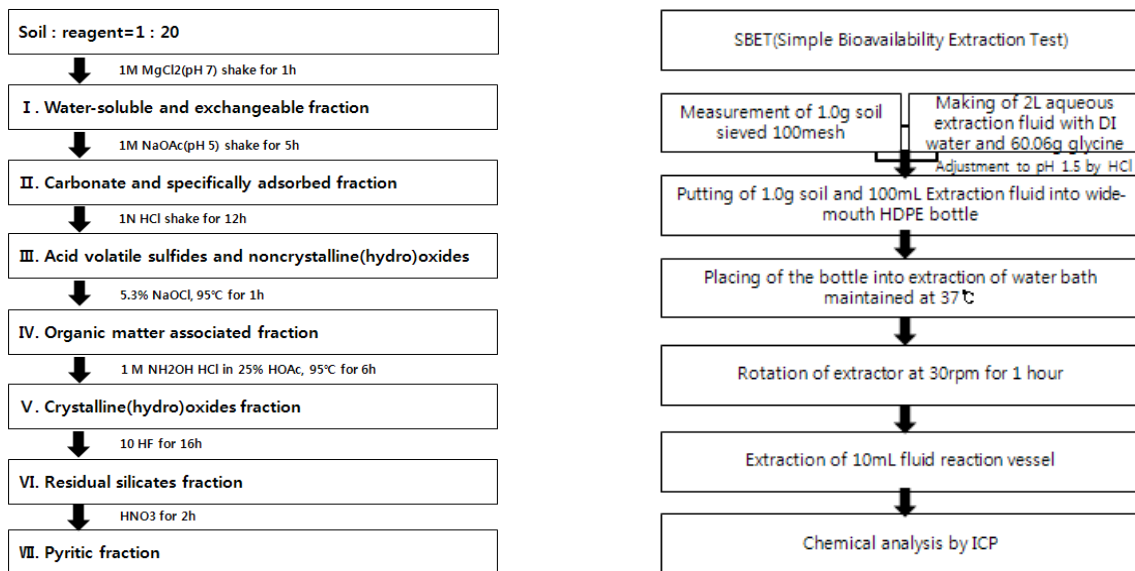 Soil : reagent=1 : 20
1M MgCl2(pH 7) shake for 1h
Ⅰ. Water-soluble and exchangeable fraction
1M NaOAc(pH 5) shake for 5h
Ⅱ. Carbonate and specifically adsorbed fraction
1N HCl shake for 12h
Ⅲ. Acid volatile sulfides and noncrystalline(hydro)oxides
5.3% NaOCl, 95℃ for 1h
Ⅳ. Organic matter associated fraction
1 M NH2OH HCl in 25% HOAc, 95℃ for 6h
Ⅴ. Crystalline(hydro)oxides fraction
10 HF for 16h
Ⅵ. Residual silicates fraction
HNO3 for 2h
Ⅶ. Pyritic fraction
SBET(Simple Bioavailability Extraction Test)
Measurement of 1.0g soil
sieved 100mesh
Making of 2L aqueous
extraction fluid with DI
water and 60.06g glycine
Adjustment to pH 1.5 by HCl
Putting of 1.0g soil and 100mL Extraction fluid into wide-
mouth HDPE bottle
Placing of the bottle into extraction of water bath
maintained at 37℃
Rotation of extractor at 30rpm for 1 hour
Extraction of 10mL fluid reaction vessel
Chemical analysis by ICP